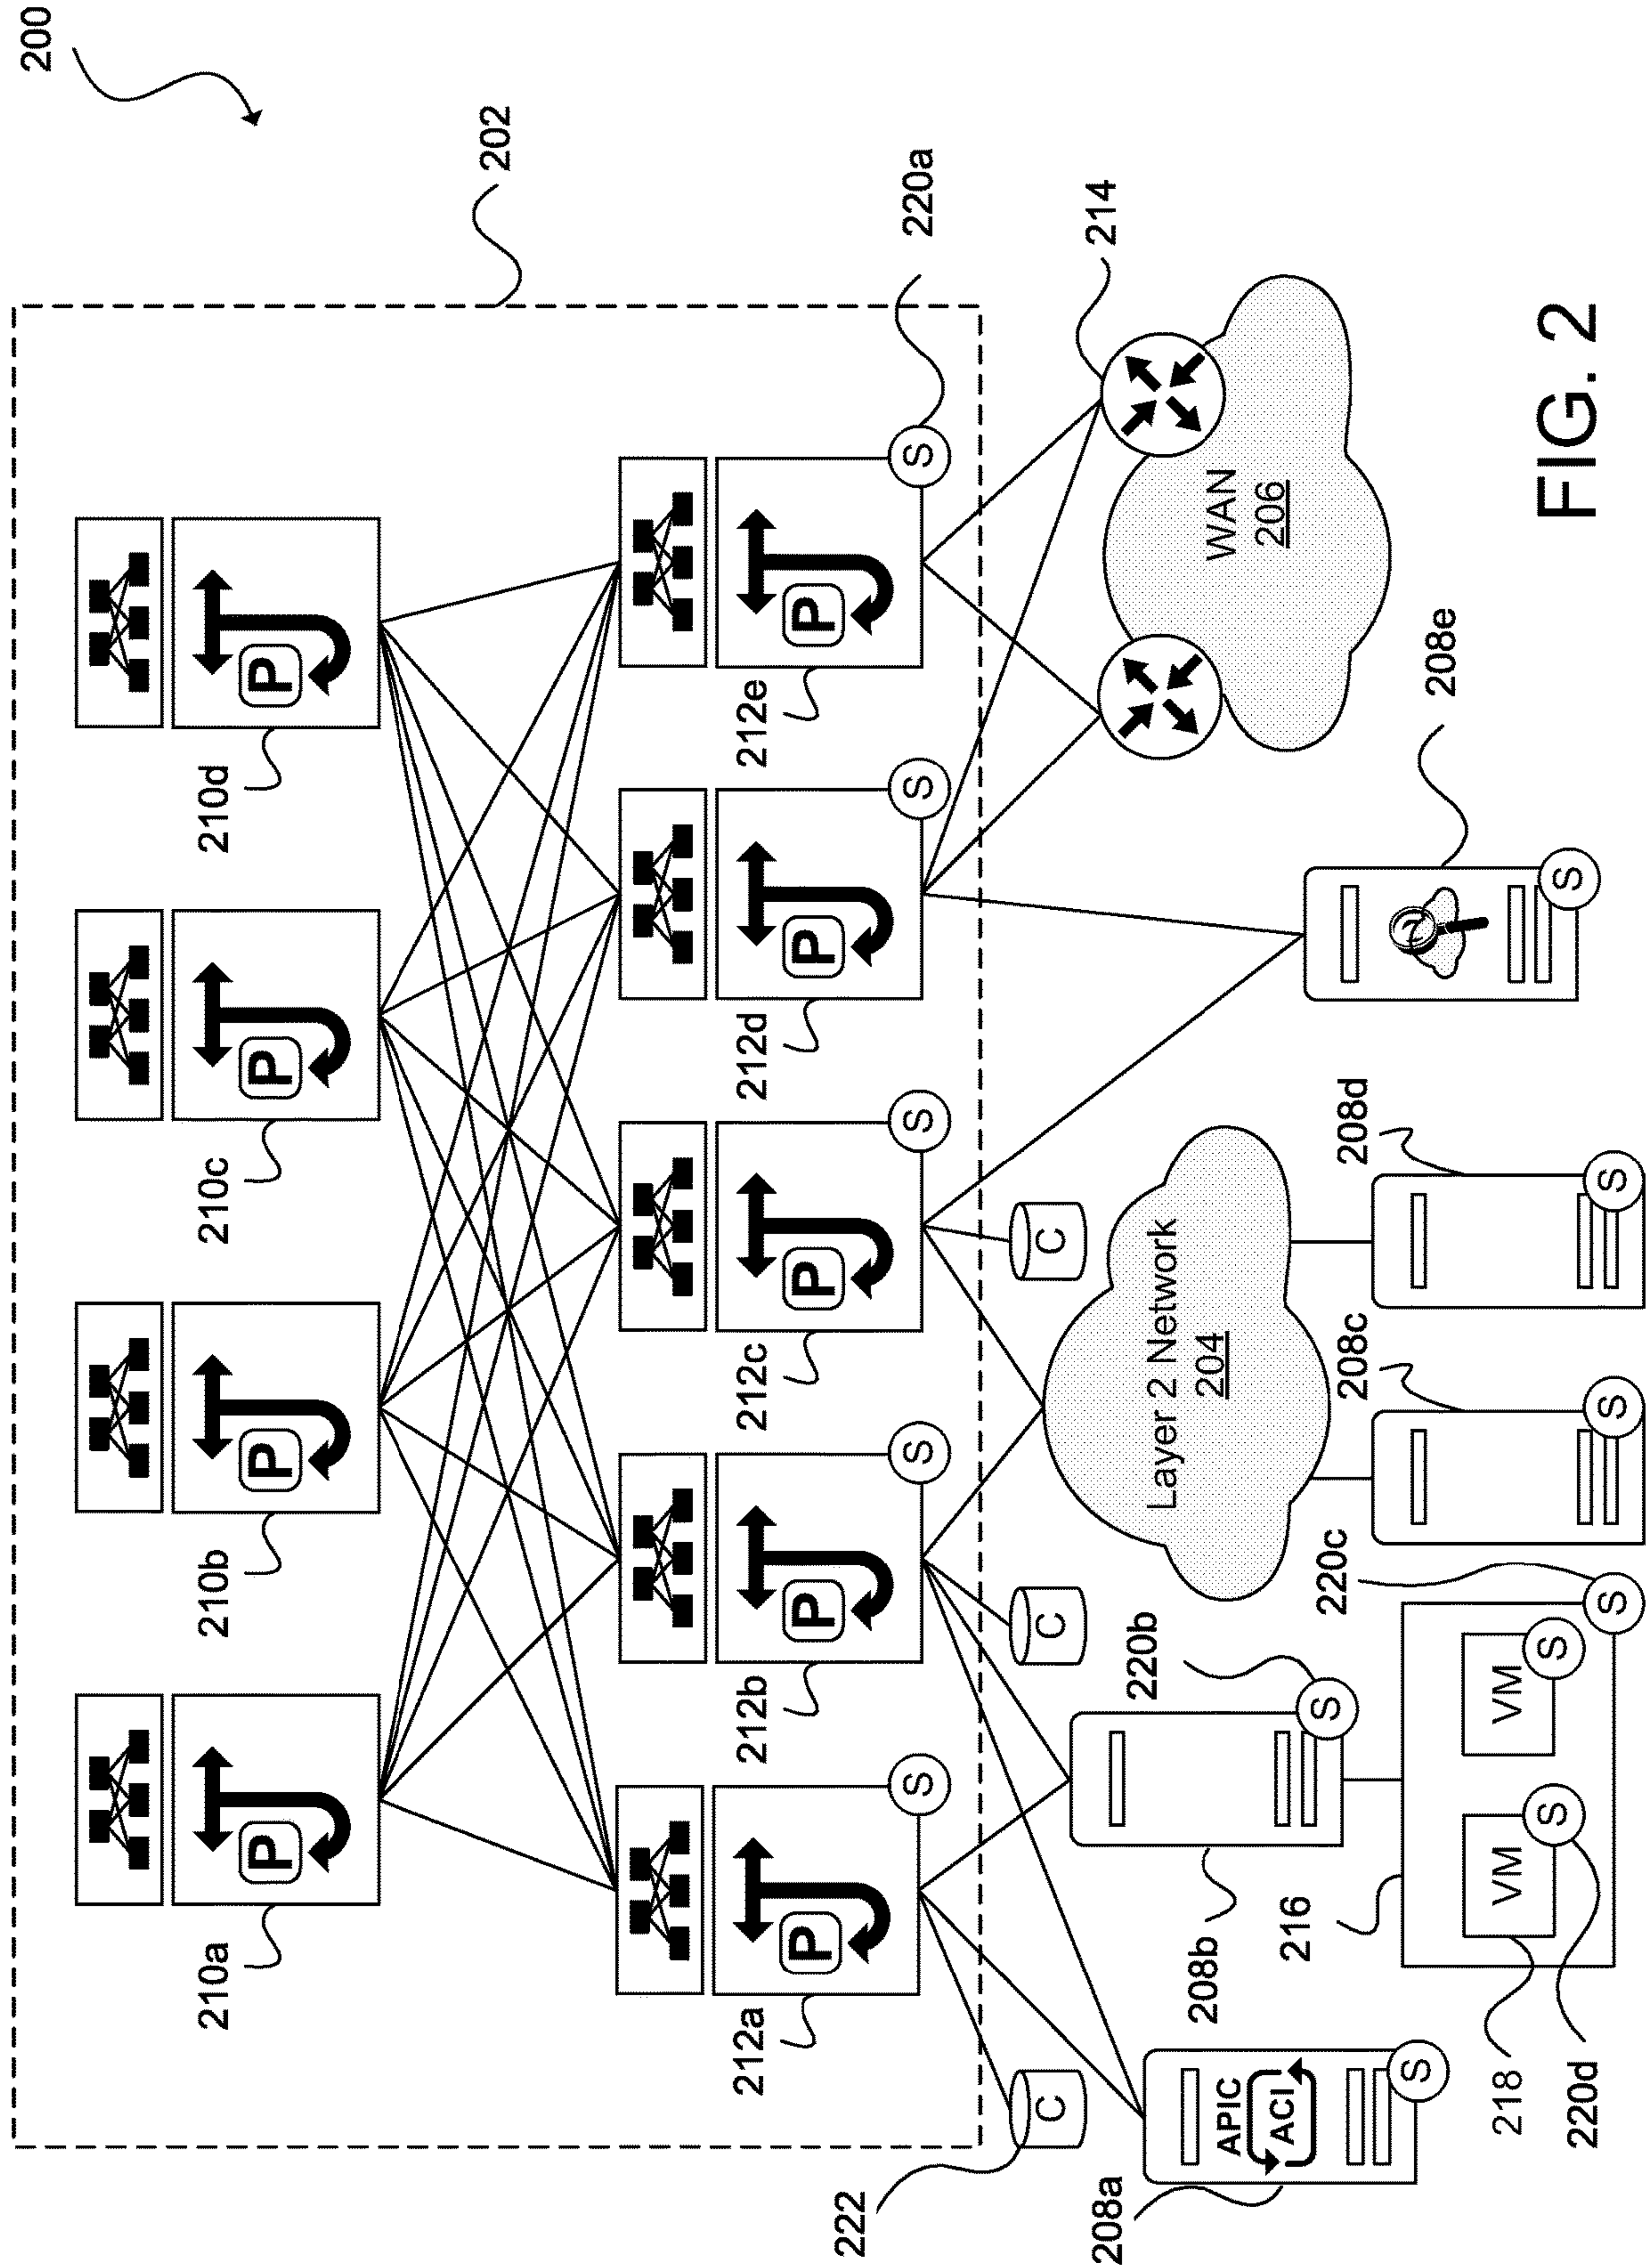 200
202
210a
210b
210c
210d
P
P
P
P
212a
212b
212c
212d
212e
P
P
P
P
P
S
S
S
S
S
220a
222
C
C
C
214
208a
APIC
ACI
S
208b
220b
S
Layer 2 Network
204
WAN
206
216
VM
S
VM
S
S
220c
218
220d
208c
S
208d
S
208e
S
FIG. 2